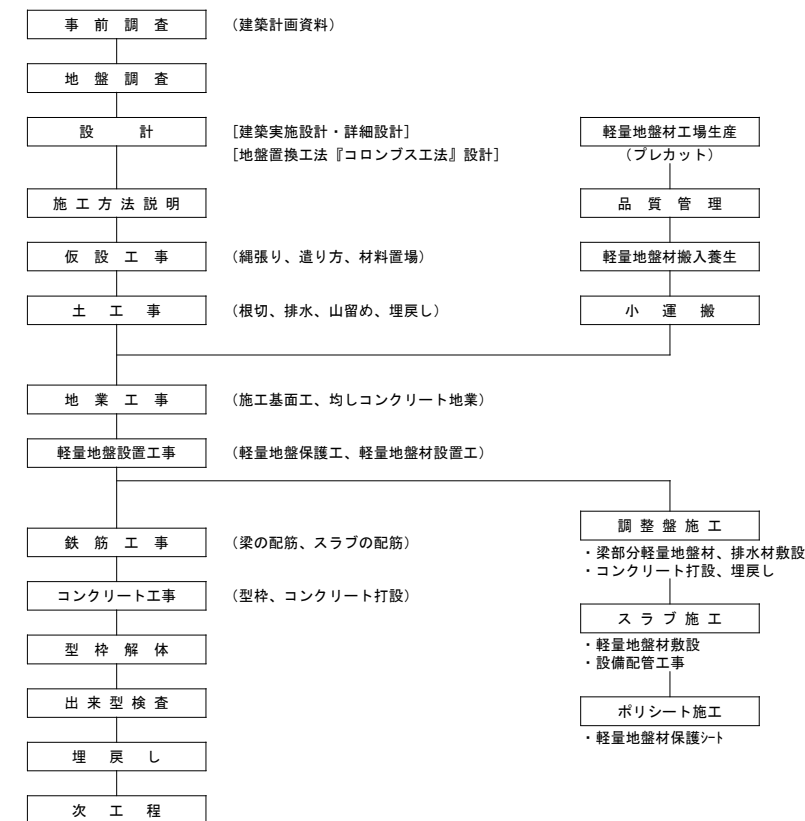 事前調査 （建築計画資料）
地盤調査
設計 ［建築実施設計・詳細設計］ 軽量地盤材工場生産
［地盤置換工法『コロンブス工法』設計］ （プレカット）
施工方法説明 品質管理
仮設工事 （縄張り、遣り方、材料置場） 軽量地盤材搬入養生
土工事 （根切、排水、山留め、埋戻し） 小運搬
地業工事 （施工基面工、均しコンクリート地業）
軽量地盤設置工事 （軽量地盤保護工、軽量地盤材設置工）
調整盤施工
鉄筋工事 （梁の配筋、スラブの配筋）
・梁部分軽量地盤材、排水材敷設
・コンクリート打設、埋戻し
コンクリート工事 （型枠、コンクリート打設）
スラブ施工
・軽量地盤材敷設
型枠解体
・設備配管工事
出来型検査
ポリシート施工
・軽量地盤材保護ｼｰﾄ
埋戻し
次工程